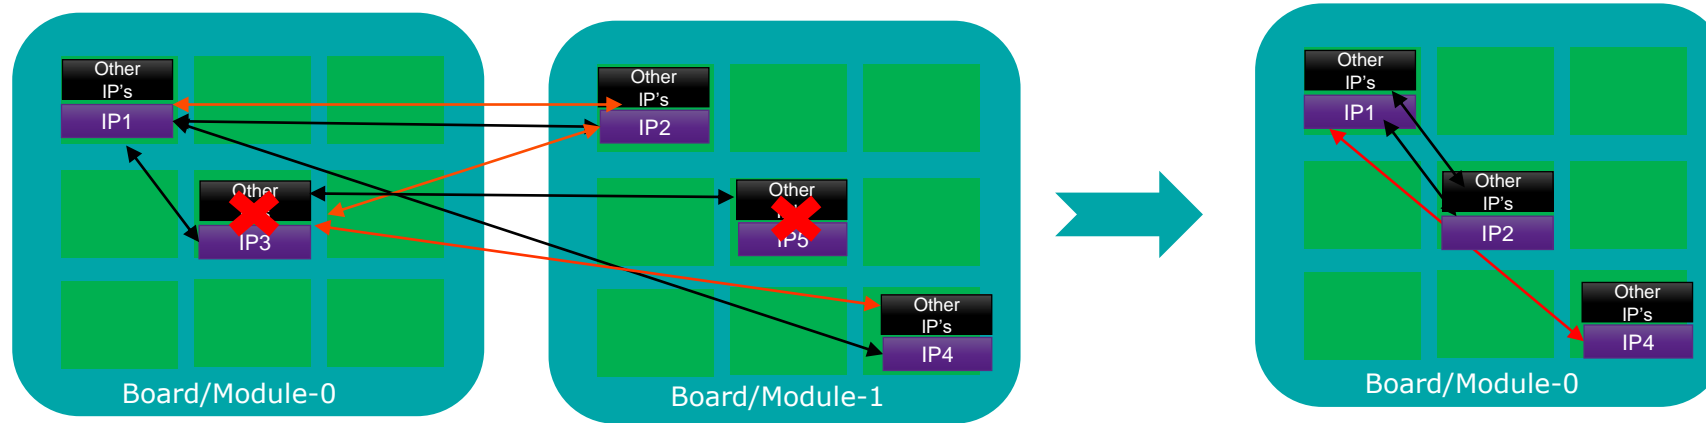 Other
IP's
IP1
Other
IP3
Board/Module-0
Other
IP's
IP2
Other
IP5
Other
IP's
IP4
Board/Module-1
Other
IP's
IP1
Other
IP's
IP2
Other
IP's
IP4
Board/Module-0